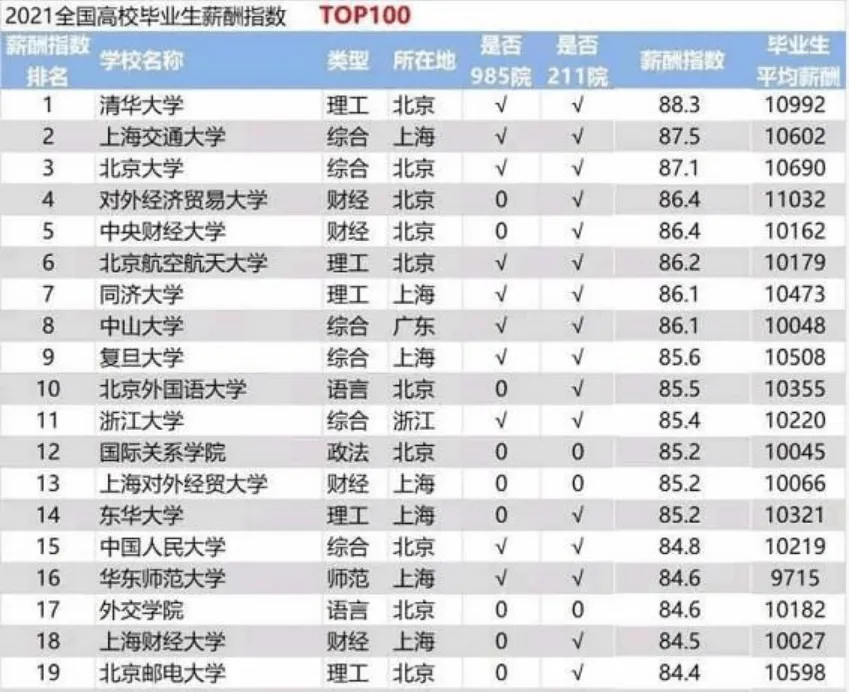 2021全国高校毕业生薪酬指数 TOP100
薪酬指数排名 学校名称 类型 所在地 是否985院 是否211院 薪酬指数 毕业生平均薪酬
1 清华大学 理工 北京 √ √ 88.3 10992
2 上海交通大学 综合 上海 √ √ 87.5 10602
3 北京大学 综合 北京 √ √ 87.1 10690
4 对外经济贸易大学 财经 北京 0 √ 86.4 11032
5 中央财经大学 财经 北京 0 √ 86.4 10162
6 北京航空航天大学 理工 北京 √ √ 86.2 10179
7 同济大学 理工 上海 √ √ 86.1 10473
8 中山大学 综合 广东 √ √ 86.1 10048
9 复旦大学 综合 上海 √ √ 85.6 10508
10 北京外国语大学 语言 北京 0 √ 85.5 10355
11 浙江大学 综合 浙江 √ √ 85.4 10220
12 国际关系学院 政法 北京 0 0 85.2 10045
13 上海对外经贸大学 财经 上海 0 0 85.2 10066
14 东华大学 理工 上海 0 √ 85.2 10321
15 中国人民大学 综合 北京 √ √ 84.8 10219
16 华东师范大学 师范 上海 √ √ 84.6 9715
17 外交学院 语言 北京 0 0 84.6 10182
18 上海财经大学 财经 上海 0 √ 84.5 10027
19 北京邮电大学 理工 北京 0 √ 84.4 10598